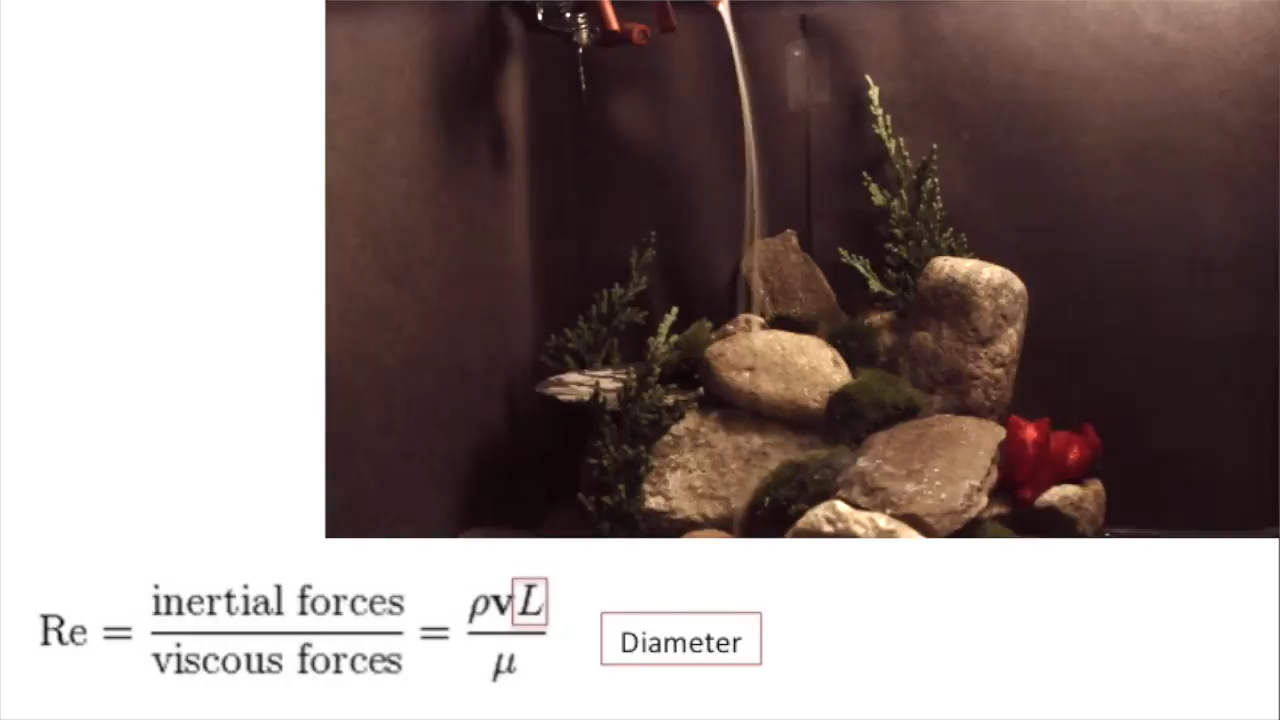 Re = inertial forces / viscous forces = ρvL / μ
Diameter